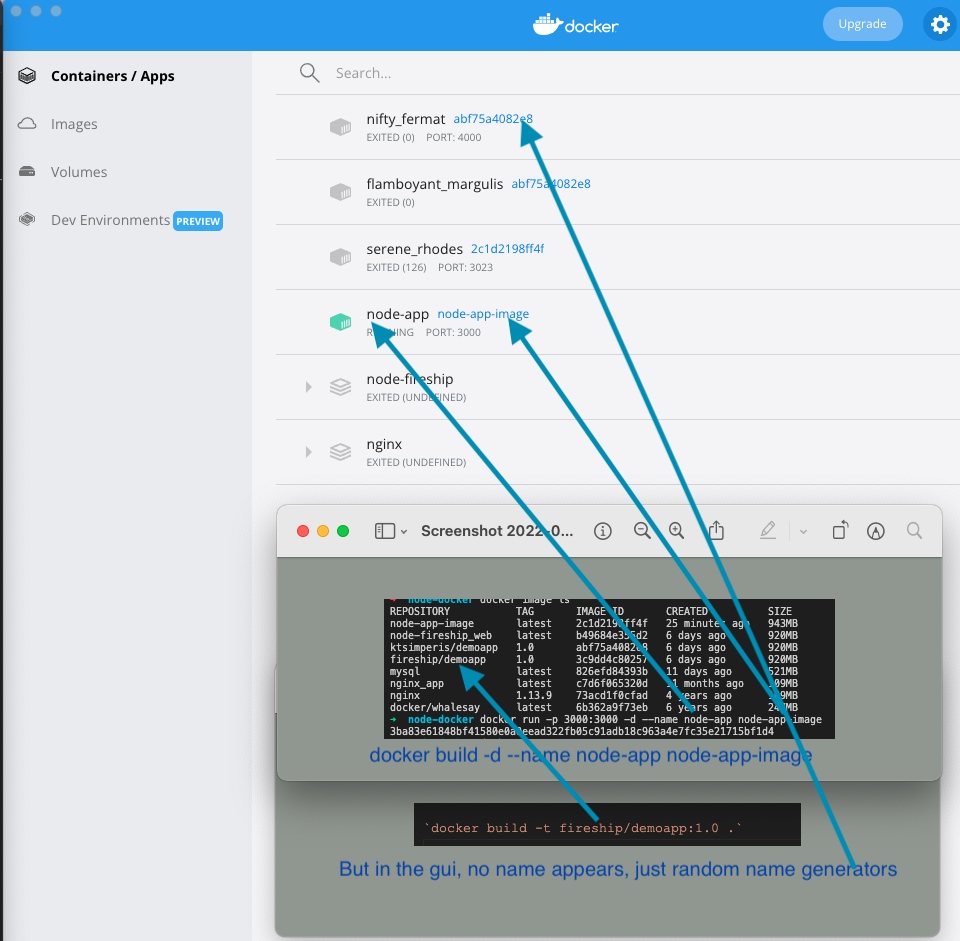 docker
Upgrade
Containers / Apps
Images
Volumes
Dev Environments PREVIEW
Search...
nifty_fermat abf75a4082e8
EXITED (0) PORT: 4000
flamboyant_margulis abf75a4082e8
EXITED (0)
serene_rhodes 2c1d2198ff4f
EXITED (126) PORT: 3023
node-app node-app-image
RUNNING PORT: 3000
node-fireship
EXITED (UNDEFINED)
nginx
EXITED (UNDEFINED)
Screenshot 2022-0...
➜ node-docker docker image ls
REPOSITORY TAG IMAGE ID CREATED SIZE
node-app-image latest 2c1d2198ff4f 25 minutes ago 943MB
node-fireship_web latest b49684e355d2 6 days ago 920MB
ktsimperis/demoapp 1.0 abf75a4082e8 6 days ago 920MB
fireship/demoapp 1.0 3c9dd4c80257 6 days ago 920MB
mysql latest 826efd84393b 11 days ago 521MB
nginx_app latest c7d6f065320d months ago
nginx 1.13.9 73acd1f0cfad 4 years ago
docker/whalesay latest 6b362a9f73eb 6 years ago 247MB
➜ node-docker docker run -p 3000:3000 -d --name node-app node-app-image
docker build -d --name node-app node-app-image
`docker build -t fireship/demoapp:1.0 .`
But in the gui, no name appears, just random name generators